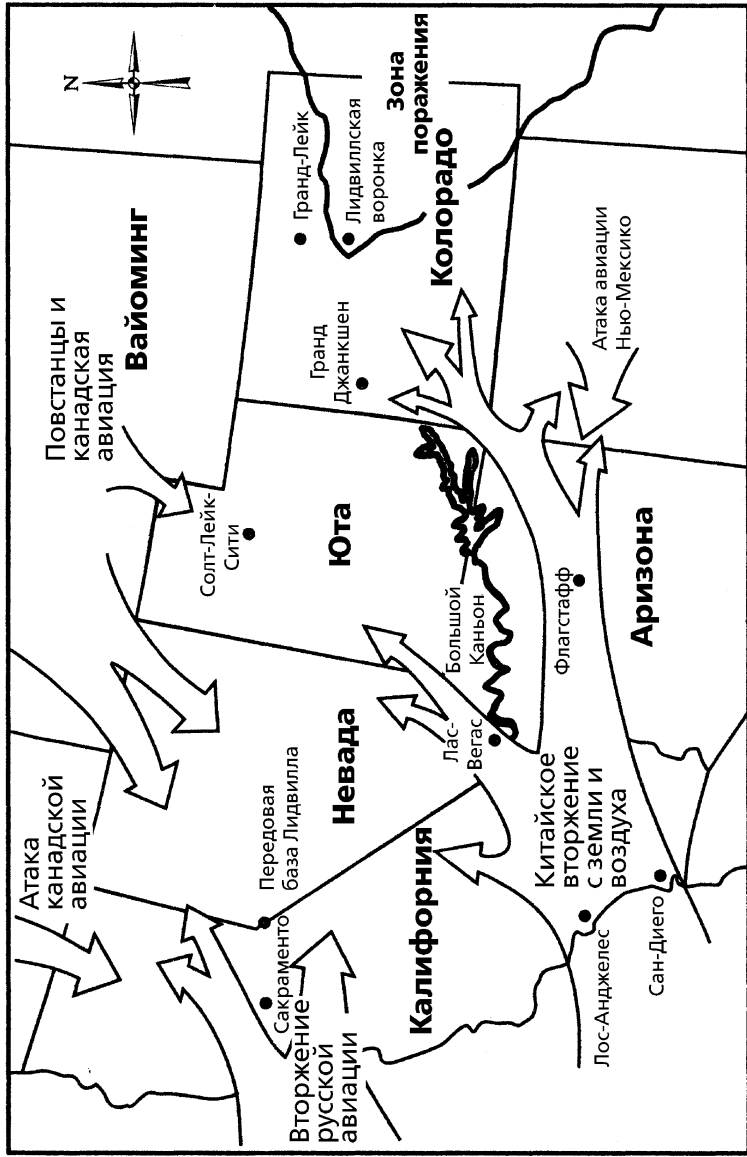 N
Атака
канадской
авиации
Повстанцы и
канадская
авиация
Вайоминг
Солт-Лейк-
Сити
Гранд-Лейк
Лидвиллская
воронка
Зона
поражения
Колорадо
Гранд
Джанкшен
Юта
Передовая
база Лидвилла
Невада
Сакраменто
Вторжение
русской
авиации
Калифорния
Лас-
Вегас
Большой
Каньон
Китайское
вторжение
с земли и
воздуха
Флагстафф
Атака авиации
Нью-Мексико
Аризона
Лос-Анджелес
Сан-Диего